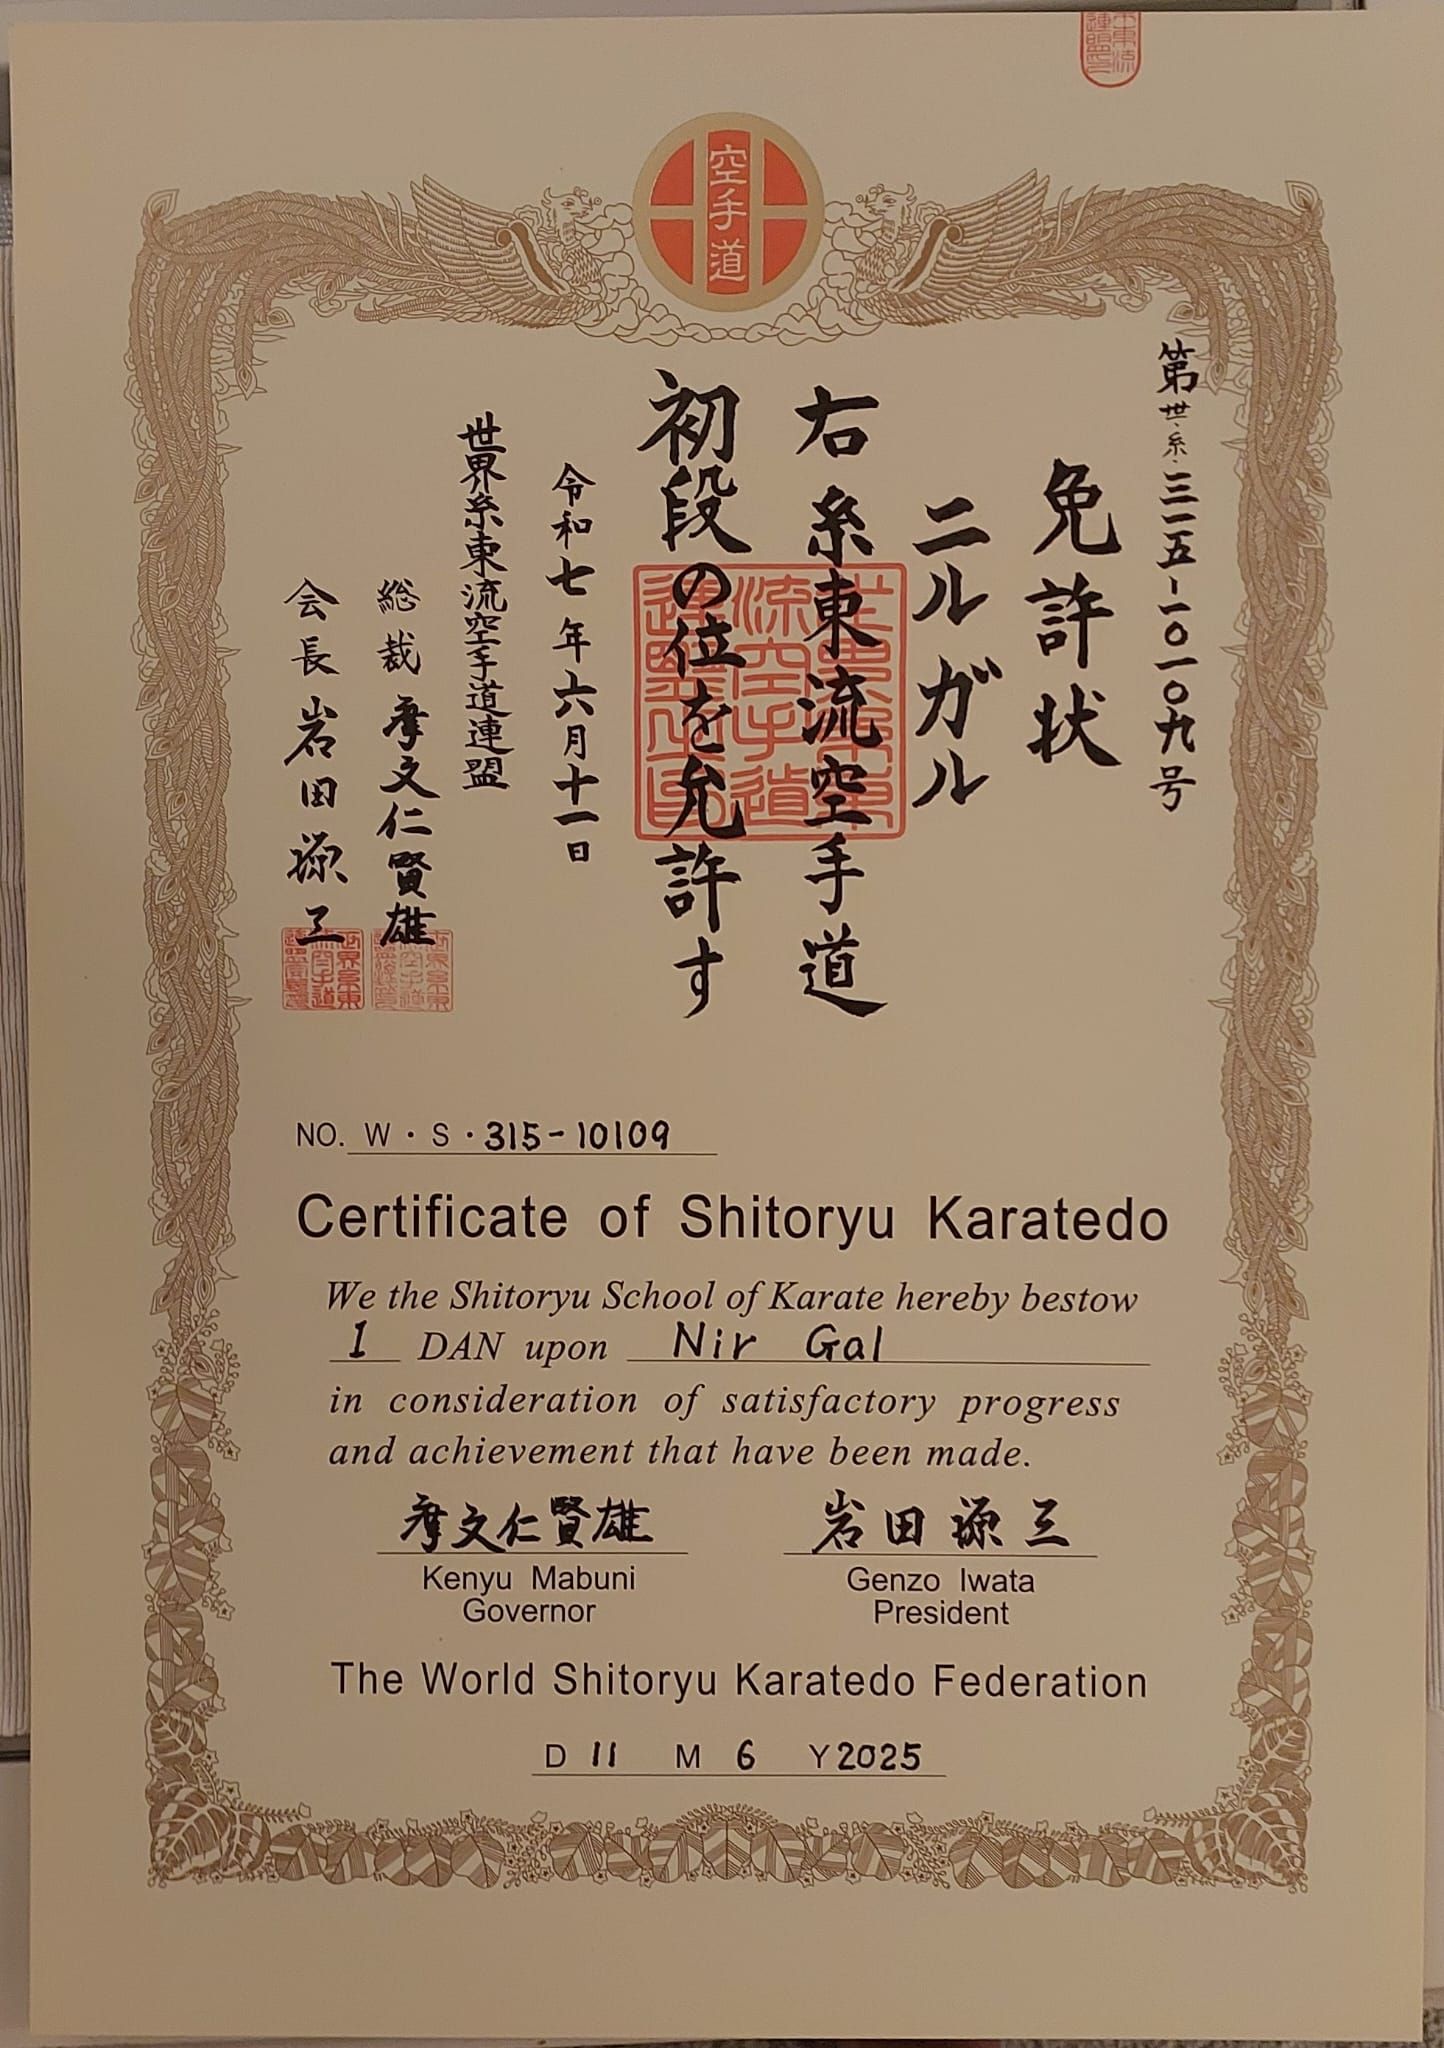 空手道
第世・糸・三一五-一〇一〇九号
免許状
ニルガル
右糸東流空手道
初段の位を允許す
令和七年六月十一日
世界糸東流空手道連盟
総裁 摩文仁賢雄
会長 岩田源三
NO. W・S・315-10109
Certificate of Shitoryu Karatedo
We the Shitoryu School of Karate hereby bestow
1 DAN upon Nir Gal
in consideration of satisfactory progress
and achievement that have been made.
摩文仁賢雄 岩田源三
Kenyu Mabuni Genzo Iwata
Governor President
The World Shitoryu Karatedo Federation
D 11 M 6 Y 2025